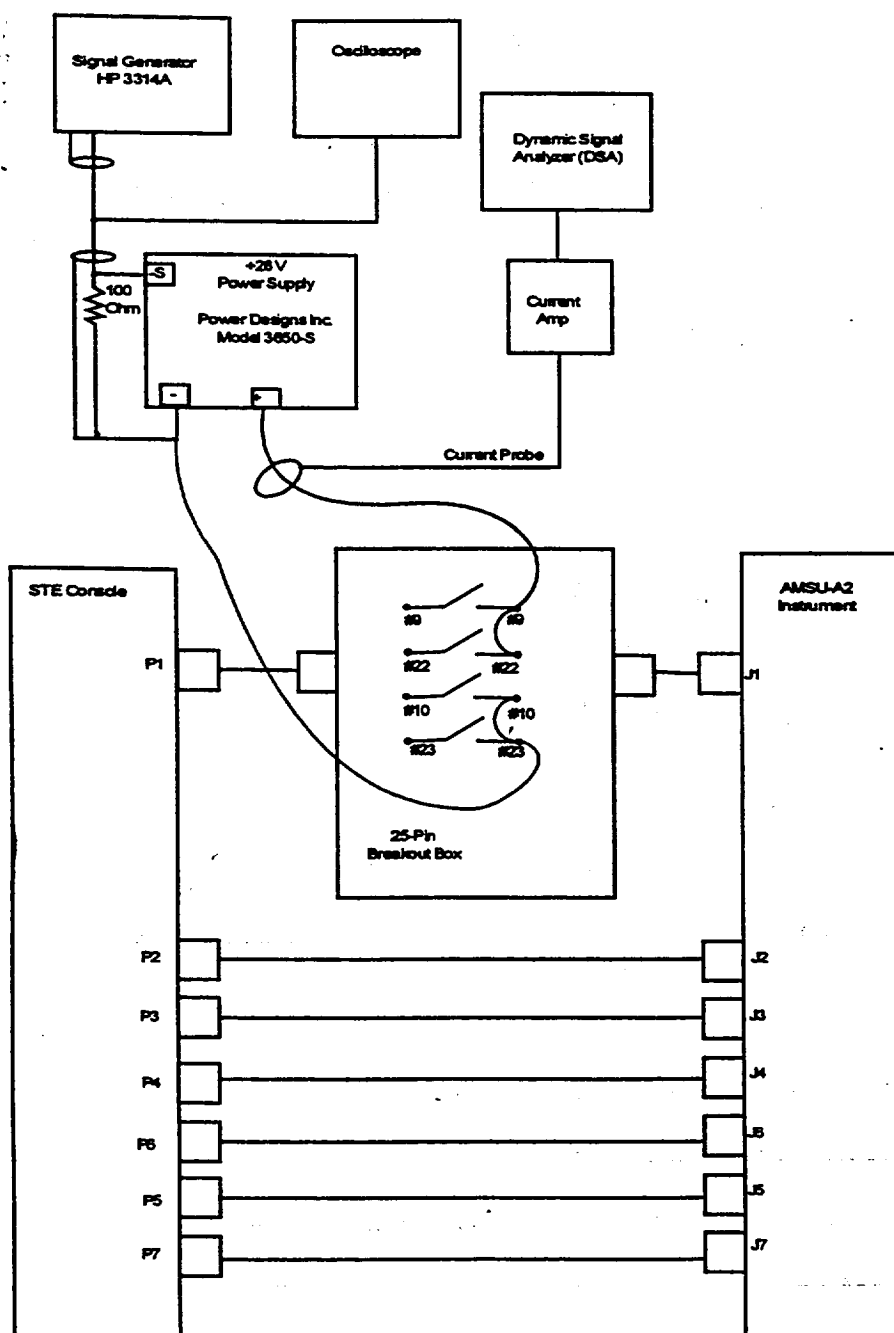 Signal Generator
HP 3314A
Oscilloscope
Dynamic Signal
Analyzer (DSA)
-S
+28 V
Power Supply
100
Ohm
Power Designs Inc.
Model 3650-S
Current
Amp
-
+
Current Probe
STE Console
AMSU-A2
Instrument
#9
#9
#22
#22
#10
#10
#23
#23
P1
J1
25-Pin
Breakout Box
P2
J2
P3
J3
P4
J4
P6
J6
P5
J5
P7
J7